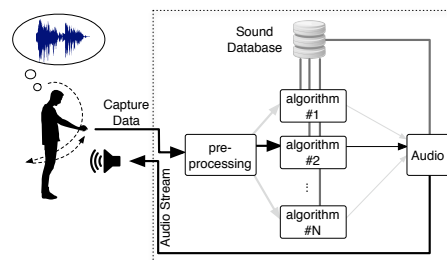 Sound
Database
Capture
Data
algorithm
#1
pre-
processing
algorithm
#2
Audio
⋮
algorithm
#N
Audio Stream